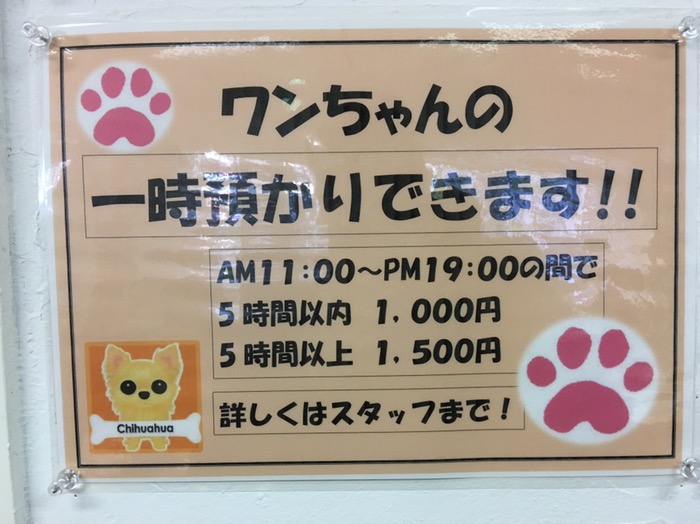 ワンちゃんの
一時預かりできます!!
AM11:00〜PM19:00の間で
5時間以内 1,000円
5時間以上 1,500円
詳しくはスタッフまで!
Chihuahua